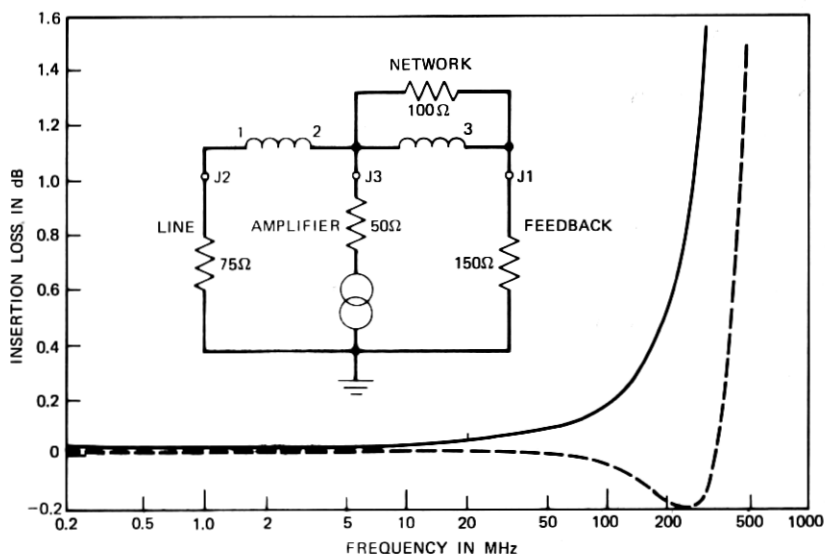 1.6
1.4
1.2
1.0
0.8
0.6
0.4
0.2
0
−0.2
INSERTION LOSS, IN dB
NETWORK
100Ω
1 2 3
J2 J3 J1
LINE AMPLIFIER 50Ω FEEDBACK
75Ω 150Ω
0.2 0.5 1.0 2 5 10 20 50 100 200 500 1000
FREQUENCY IN MHz